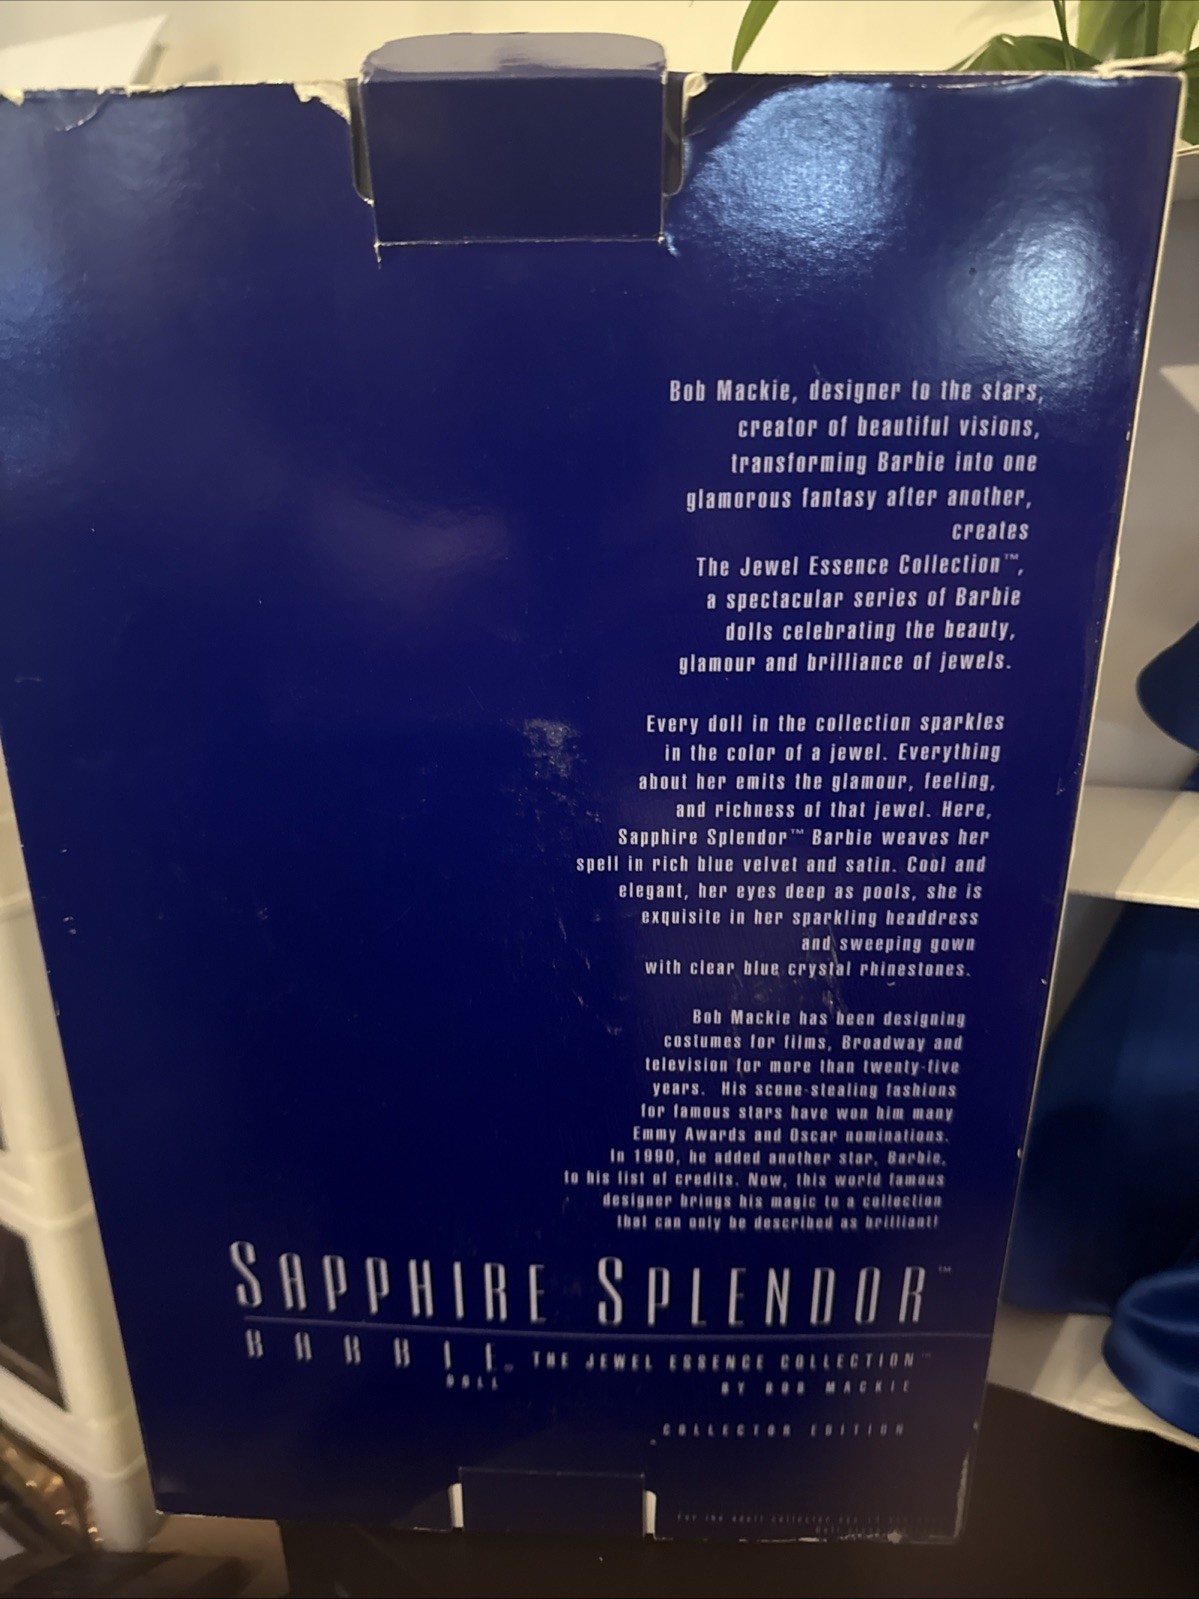 Bob Mackie, designer to the stars,
creator of beautiful visions,
transforming Barbie into one
glamorous fantasy after another,
creates
The Jewel Essence Collection™,
a spectacular series of Barbie
dolls celebrating the beauty,
glamour and brilliance of jewels.
Every doll in the collection sparkles
in the color of a jewel. Everything
about her emits the glamour, feeling,
and richness of that jewel. Here,
Sapphire Splendor™ Barbie weaves her
spell in rich blue velvet and satin. Cool and
elegant, her eyes deep as pools, she is
exquisite in her sparkling headdress
and sweeping gown
with clear blue crystal rhinestones.
Bob Mackie has been designing
costumes for films, Broadway and
television for more than twenty-five
years. His scene-stealing fashions
for famous stars have won him many
Emmy Awards and Oscar nominations.
In 1990, he added another star, Barbie,
to his list of credits. Now, this world famous
designer brings his magic to a collection
that can only be described as brilliant!
SAPPHIRE SPLENDOR™
BARBIE® THE JEWEL ESSENCE COLLECTION™
DOLL BY BOB MACKIE
COLLECTOR EDITION
For the adult collector